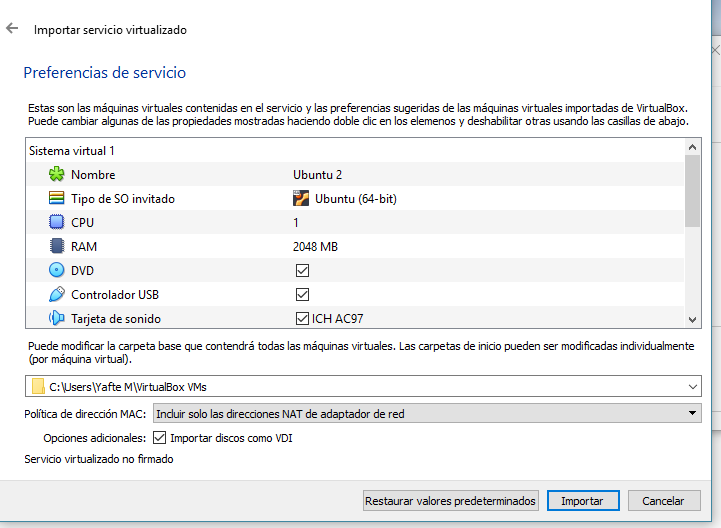 Importar servicio virtualizado
Preferencias de servicio
Estas son las máquinas virtuales contenidas en el servicio y las preferencias sugeridas de las máquinas virtuales importadas de VirtualBox.
Puede cambiar algunas de las propiedades mostradas haciendo doble clic en los elemenos y deshabilitar otras usando las casillas de abajo.
Sistema virtual 1
Nombre Ubuntu 2
Tipo de SO invitado Ubuntu (64-bit)
CPU 1
RAM 2048 MB
DVD
Controlador USB
Tarjeta de sonido ICH AC97
Puede modificar la carpeta base que contendrá todas las máquinas virtuales. Las carpetas de inicio pueden ser modificadas individualmente
(por máquina virtual).
C:\Users\Yafte M\VirtualBox VMs
Política de dirección MAC: Incluir solo las direcciones NAT de adaptador de red
Opciones adicionales: Importar discos como VDI
Servicio virtualizado no firmado
Restaurar valores predeterminados Importar Cancelar